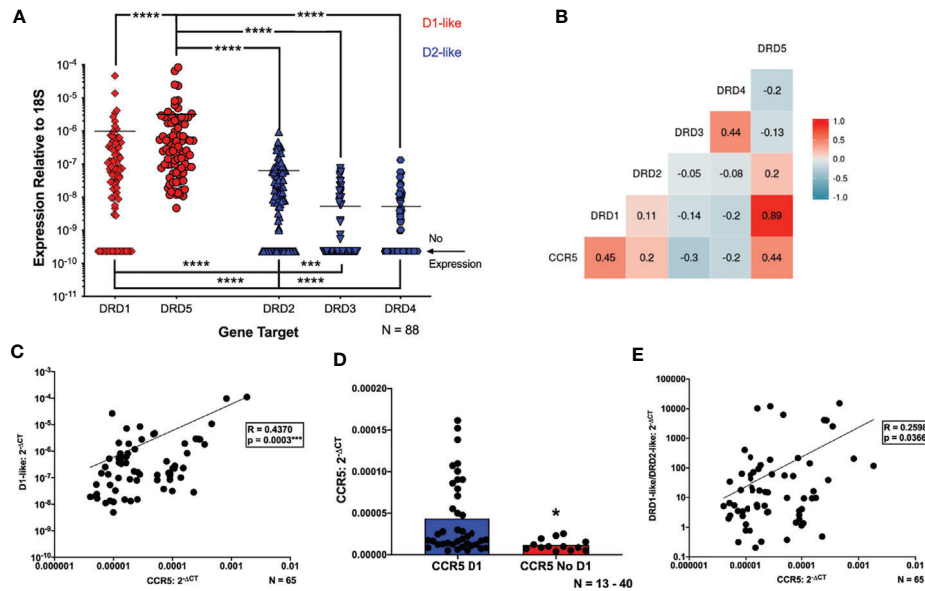 A
****
****
****
D1-like
D2-like
Expression Relative to 18S
10-4
10-5
10-6
10-7
10-8
10-9
10-10
10-11
No
Expression
****
***
****
****
DRD1
DRD5
DRD2
DRD3
DRD4
Gene Target
N = 88
B
DRD5
DRD4
-0.2
DRD3
0.44
-0.13
DRD2
-0.05
-0.08
0.2
DRD1
0.11
-0.14
-0.2
0.89
CCR5
0.45
0.2
-0.3
-0.2
0.44
1.0
0.5
0.0
-0.5
-1.0
C
D1-like: 2-ΔCT
10-3
10-4
10-5
10-6
10-7
10-8
10-9
10-10
R = 0.4370
p = 0.0003***
0.000001
0.00001
0.0001
0.001
0.01
CCR5: 2-ΔCT
N = 65
D
CCR5: 2-ΔCT
0.00020
0.00015
0.00010
0.00005
0.00000
*
CCR5 D1
CCR5 No D1
N = 13 - 40
E
DRD1-like/DRD2-like: 2-ΔCT
100000
10000
1000
100
10
1
0.1
R = 0.2598
p = 0.0366
0.000001
0.00001
0.0001
0.001
0.01
CCR5: 2-ΔCT
N = 65